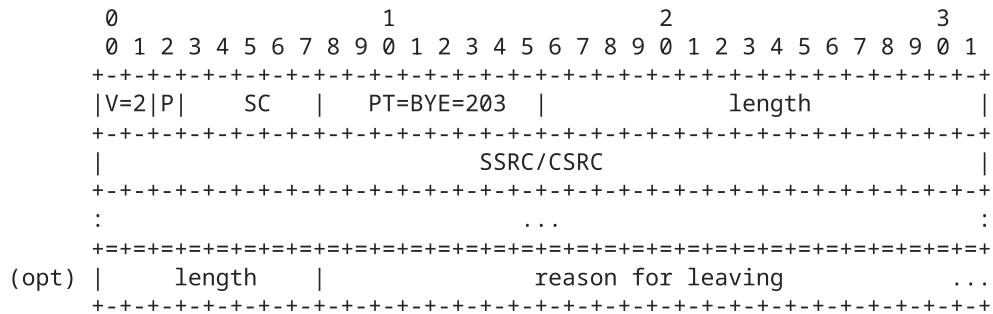 0                   1                   2                   3
        0 1 2 3 4 5 6 7 8 9 0 1 2 3 4 5 6 7 8 9 0 1 2 3 4 5 6 7 8 9 0 1
       +-+-+-+-+-+-+-+-+-+-+-+-+-+-+-+-+-+-+-+-+-+-+-+-+-+-+-+-+-+-+-+-+
       |V=2|P|    SC   |   PT=BYE=203  |             length            |
       +-+-+-+-+-+-+-+-+-+-+-+-+-+-+-+-+-+-+-+-+-+-+-+-+-+-+-+-+-+-+-+-+
       |                           SSRC/CSRC                           |
       +-+-+-+-+-+-+-+-+-+-+-+-+-+-+-+-+-+-+-+-+-+-+-+-+-+-+-+-+-+-+-+-+
       :                              ...                              :
       +=+=+=+=+=+=+=+=+=+=+=+=+=+=+=+=+=+=+=+=+=+=+=+=+=+=+=+=+=+=+=+=+
 (opt) |     length    |               reason for leaving            ...
       +-+-+-+-+-+-+-+-+-+-+-+-+-+-+-+-+-+-+-+-+-+-+-+-+-+-+-+-+-+-+-+-+